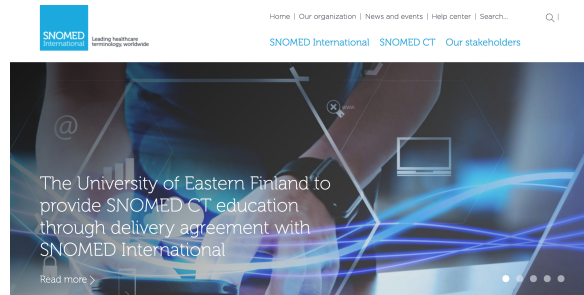 SNOMED
International
Leading healthcare
terminology, worldwide
Home | Our organization | News and events | Help center | Search...
SNOMED International SNOMED CT Our stakeholders
@
www
The University of Eastern Finland to
provide SNOMED CT education
through delivery agreement with
SNOMED International
Read more >